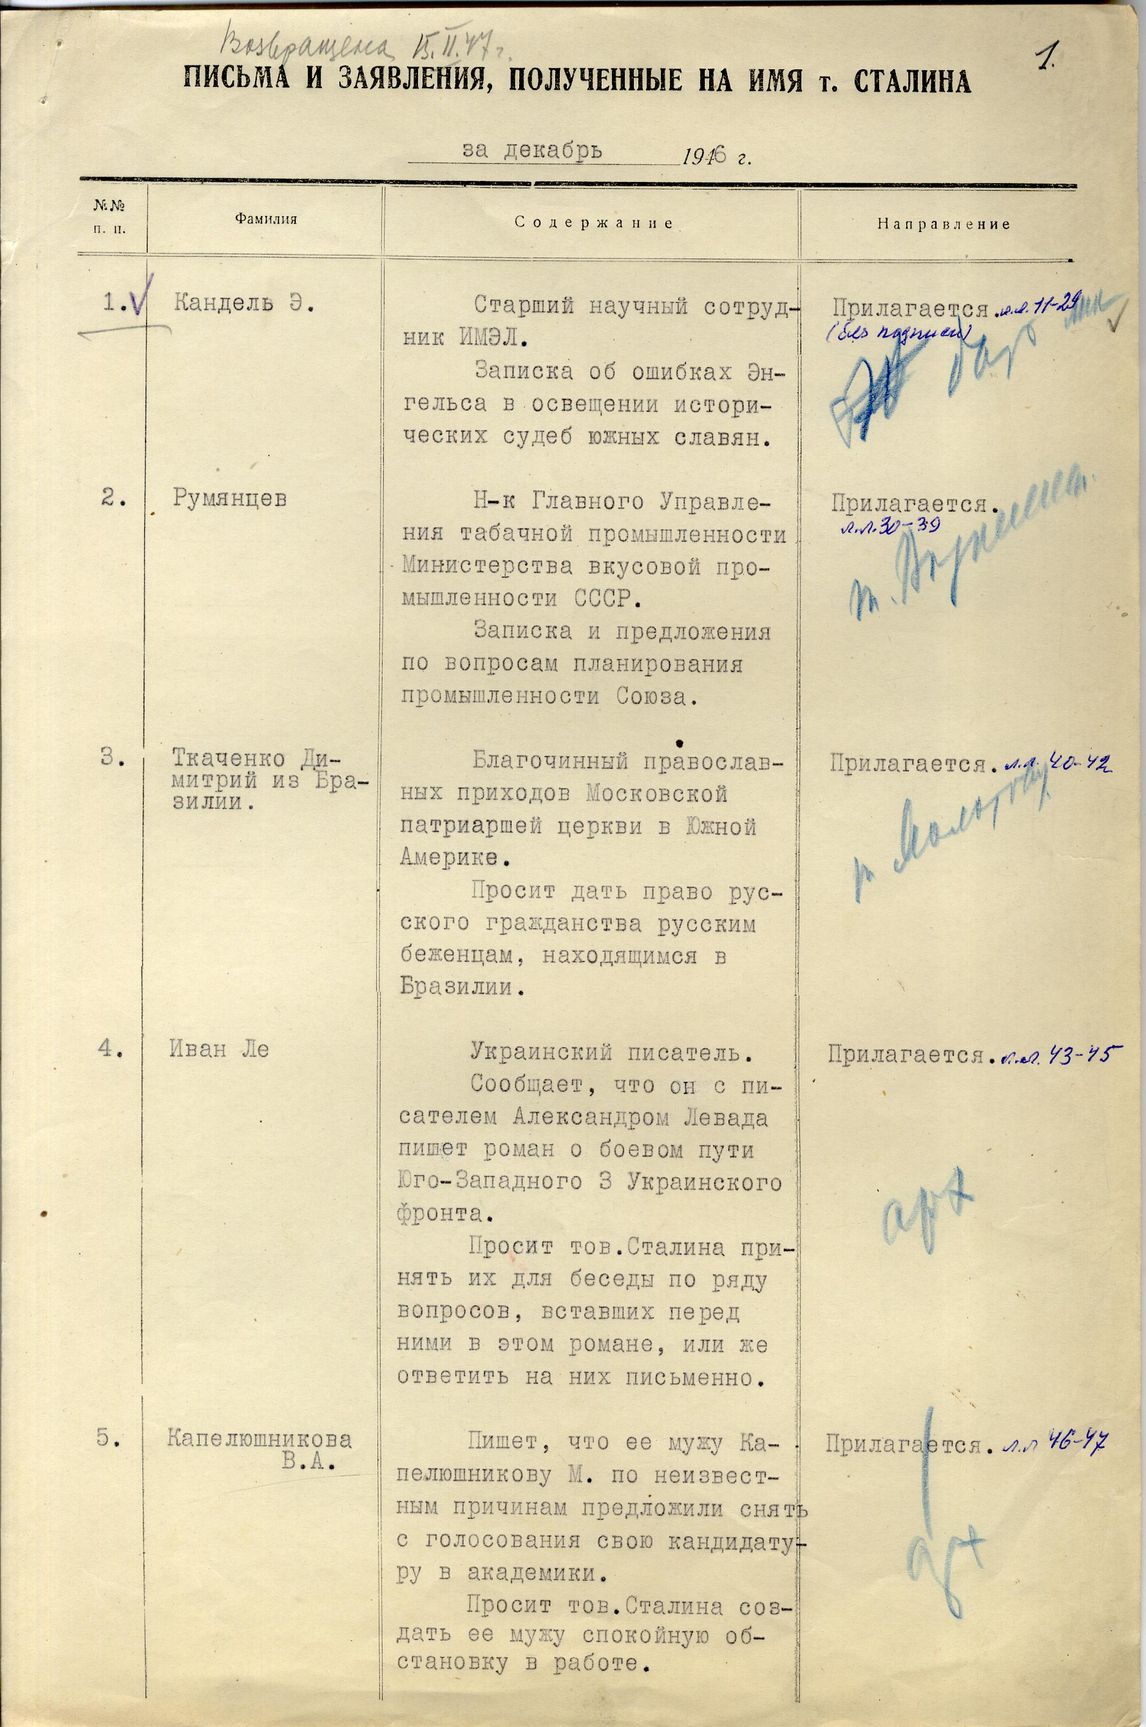 Возвращена 15.II.47г.
1.
ПИСЬМА И ЗАЯВЛЕНИЯ, ПОЛУЧЕННЫЕ НА ИМЯ т. СТАЛИНА
за декабрь 1946 г.
№№ п. п.
Фамилия
Содержание
Направление
1. V
Кандель Э.
Старший научный сотруд-
ник ИМЭЛ.
Записка об ошибках Эн-
гельса в освещении истори-
ческих судеб южных славян.
Прилагается. л.л. 11-29
(без подписи)
2.
Румянцев
Н-к Главного Управле-
ния табачной промышленности
Министерства вкусовой про-
мышленности СССР.
Записка и предложения
по вопросам планирования
промышленности Союза.
Прилагается.
л.л. 30-39
т.
3.
Ткаченко Ди-
митрий из Бра-
зилии.
Благочинный православ-
ных приходов Московской
патриаршей церкви в Южной
Америке.
Просит дать право рус-
ского гражданства русским
беженцам, находящимся в
Бразилии.
Прилагается. л.л. 40-42
т Молотову
4.
Иван Ле
Украинский писатель.
Сообщает, что он с пи-
сателем Александром Левада
пишет роман о боевом пути
Юго-Западного 3 Украинского
фронта.
Просит тов.Сталина при-
нять их для беседы по ряду
вопросов, вставших перед
ними в этом романе, или же
ответить на них письменно.
Прилагается. л.л. 43-45
арх
5.
Капелюшникова
В.А.
Пишет, что ее мужу Ка-
пелюшникову М. по неизвест-
ным причинам предложили снять
с голосования свою кандидату-
ру в академики.
Просит тов.Сталина соз-
дать ее мужу спокойную об-
становку в работе.
Прилагается. л.л 46-47